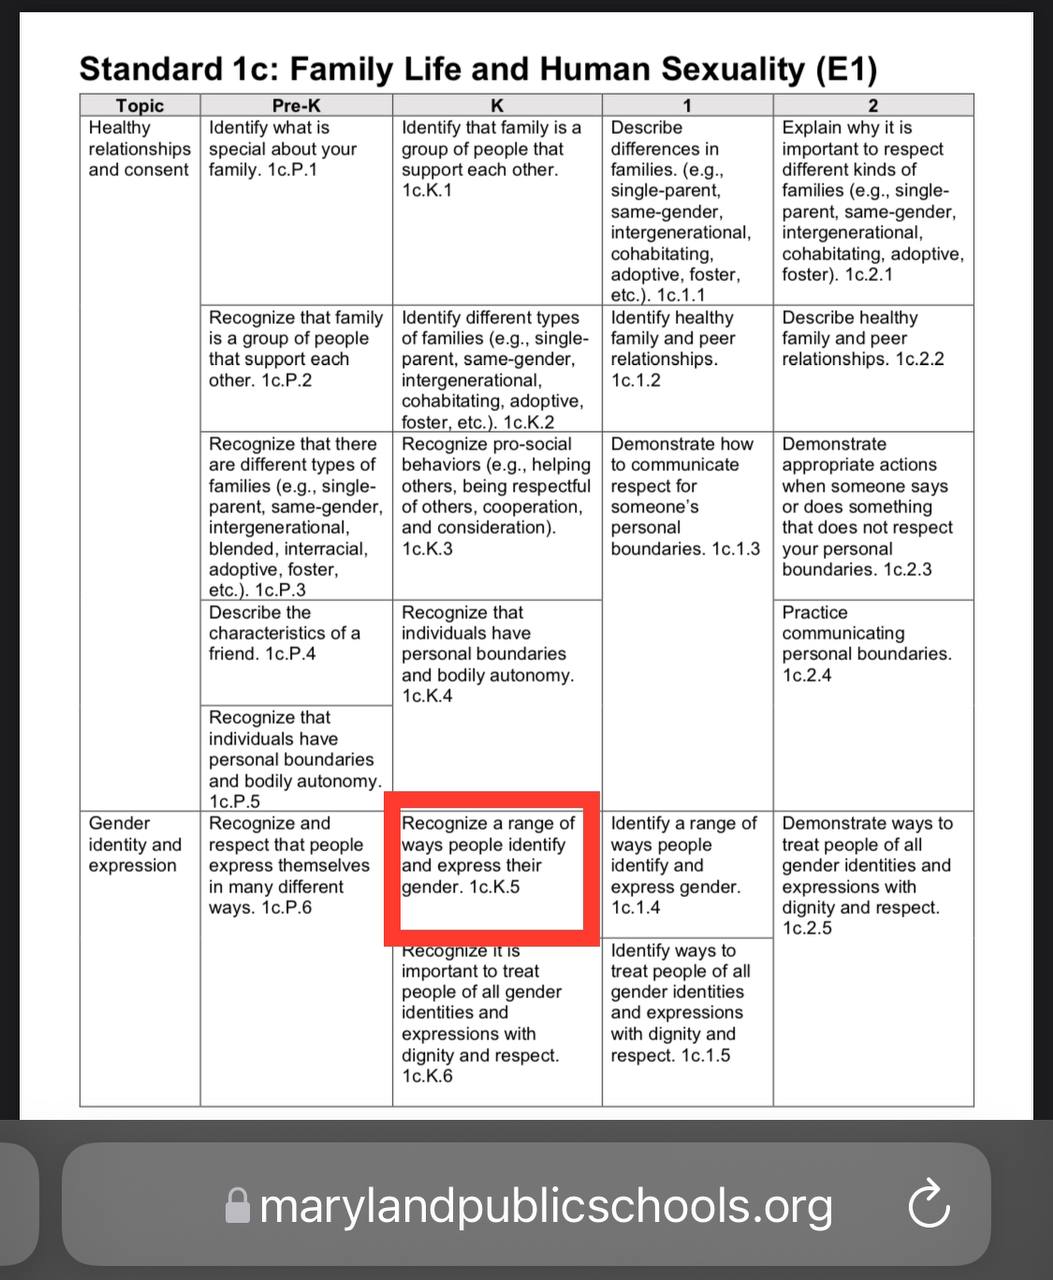 Standard 1c: Family Life and Human Sexuality (E1)
Topic
Pre-K
K
1
2
Healthy
relationships
and consent
Identify what is
special about your
family. 1c.P.1
Identify that family is a
group of people that
support each other.
1c.K.1
Describe
differences in
families. (e.g.,
single-parent,
same-gender,
intergenerational,
cohabitating,
adoptive, foster,
etc.). 1c.1.1
Explain why it is
important to respect
different kinds of
families (e.g., single-
parent, same-gender,
intergenerational,
cohabitating, adoptive,
foster). 1c.2.1
Recognize that family
is a group of people
that support each
other. 1c.P.2
Identify different types
of families (e.g., single-
parent, same-gender,
intergenerational,
cohabitating, adoptive,
foster, etc.). 1c.K.2
Identify healthy
family and peer
relationships.
1c.1.2
Describe healthy
family and peer
relationships. 1c.2.2
Recognize that there
are different types of
families (e.g., single-
parent, same-gender,
intergenerational,
blended, interracial,
adoptive, foster,
etc.). 1c.P.3
Recognize pro-social
behaviors (e.g., helping
others, being respectful
of others, cooperation,
and consideration).
1c.K.3
Demonstrate how
to communicate
respect for
someone's
personal
boundaries. 1c.1.3
Demonstrate
appropriate actions
when someone says
or does something
that does not respect
your personal
boundaries. 1c.2.3
Describe the
characteristics of a
friend. 1c.P.4
Recognize that
individuals have
personal boundaries
and bodily autonomy.
1c.K.4
Practice
communicating
personal boundaries.
1c.2.4
Recognize that
individuals have
personal boundaries
and bodily autonomy.
1c.P.5
Gender
identity and
expression
Recognize and
respect that people
express themselves
in many different
ways. 1c.P.6
Recognize a range of
ways people identify
and express their
gender. 1c.K.5
Identify a range of
ways people
identify and
express gender.
1c.1.4
Demonstrate ways to
treat people of all
gender identities and
expressions with
dignity and respect.
1c.2.5
Recognize it is
important to treat
people of all gender
identities and
expressions with
dignity and respect.
1c.K.6
Identify ways to
treat people of all
gender identities
and expressions
with dignity and
respect. 1c.1.5
marylandpublicschools.org